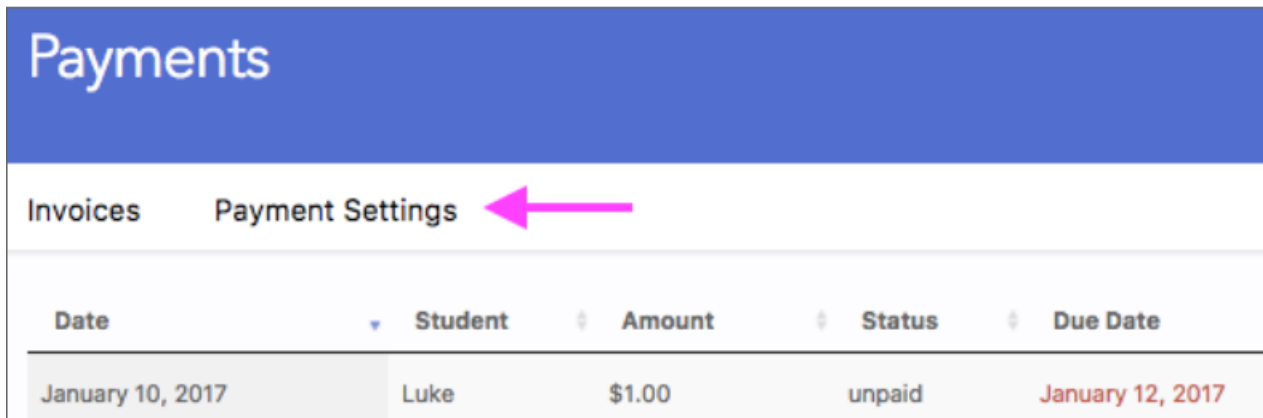 Payments
Invoices Payment Settings
Date Student Amount Status Due Date
January 10, 2017 Luke $1.00 unpaid January 12, 2017